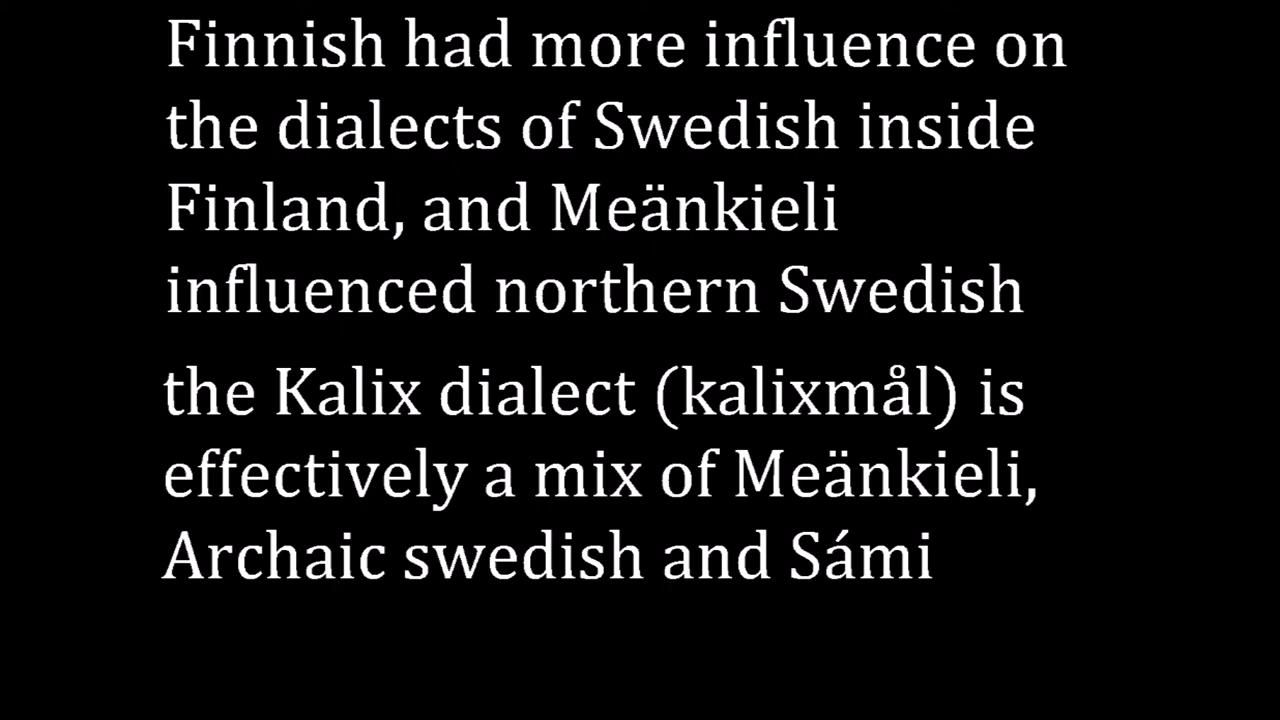 Finnish had more influence on
the dialects of Swedish inside
Finland, and Meänkieli
influenced northern Swedish
the Kalix dialect (kalixmål) is
effectively a mix of Meänkieli,
Archaic swedish and Sámi